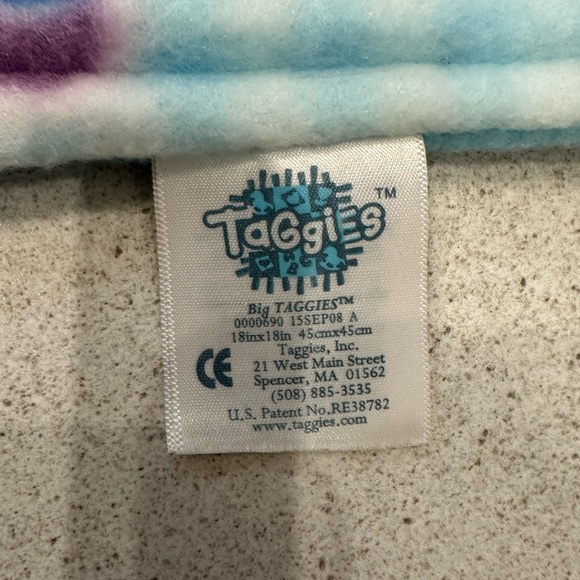 TaGgiEs™
Big TAGGIES™
0000690 15SEP08 A
18inx18in 45cmx45cm
Taggies, Inc.
21 West Main Street
Spencer, MA 01562
(508) 885-3535
CE
U.S. Patent No.RE38782
www.taggies.com